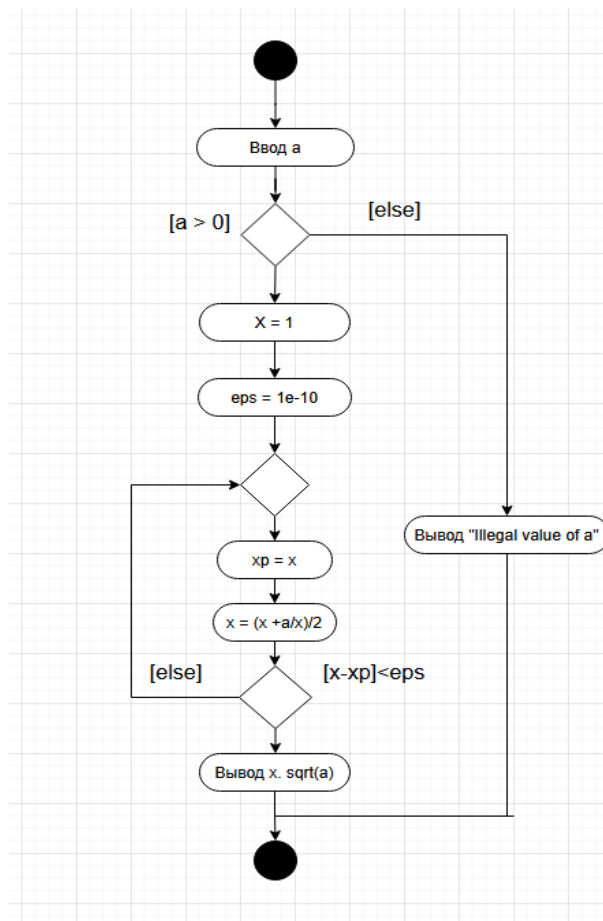 Ввод a
[a > 0]
[else]
X = 1
eps = 1e-10
Вывод "Illegal value of a"
xp = x
x = (x +a/x)/2
[else]
[x-xp]<eps
Вывод x. sqrt(a)